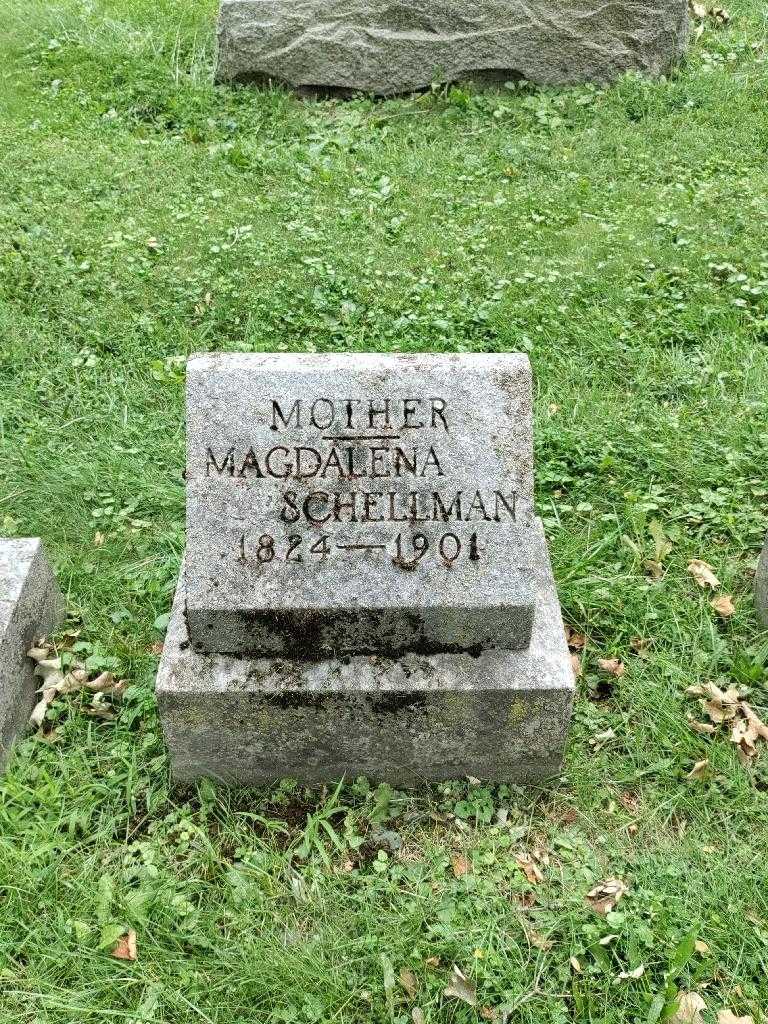 MOTHER
MAGDALENA
SCHELLMAN
1824—1901